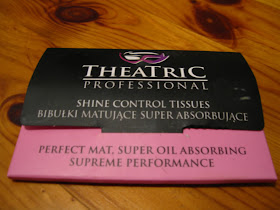 THEATRIC
PROFESSIONAL
SHINE CONTROL TISSUES
BIBUŁKI MATUJĄCE SUPER ABSORBUJĄCE
PERFECT MAT, SUPER OIL ABSORBING
SUPREME PERFORMANCE